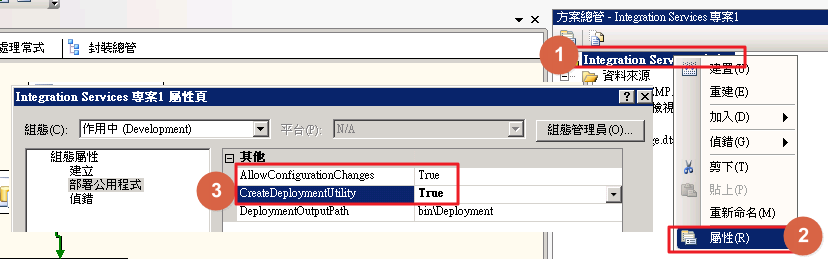 處理常式
封裝總管
方案總管 - Integration Services 專案1
1
Integration Serv
資料來源
MP.
檢視
ge.dts
建置(U)
重建(E)
加入(D)
偵錯(G)
剪下(T)
貼上(P)
重新命名(M)
屬性(R)
2
Integration Services 專案1 屬性頁
組態(C):
作用中 (Development)
平台(P):
N/A
組態管理員(O)...
組態屬性
建立
部署公用程式
偵錯
3
其他
AllowConfigurationChanges True
CreateDeploymentUtility True
DeploymentOutputPath bin\Deployment